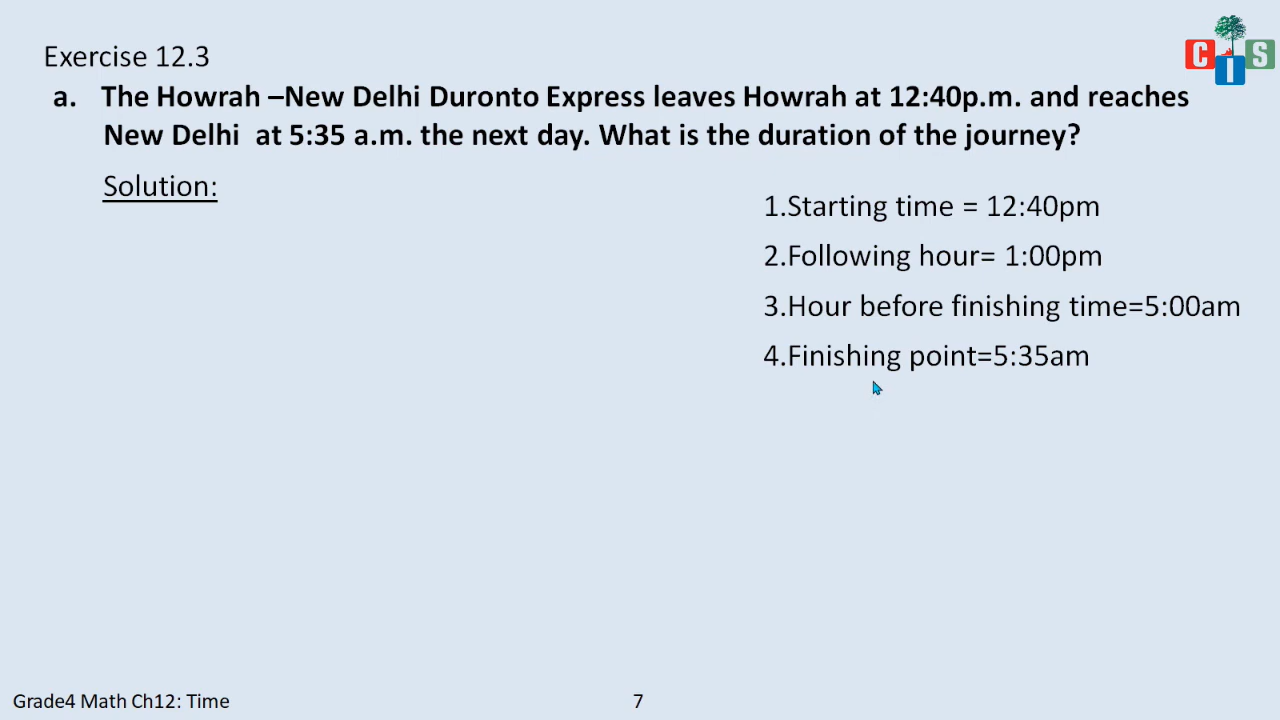 Exercise 12.3
CIS
a. The Howrah –New Delhi Duronto Express leaves Howrah at 12:40p.m. and reaches
New Delhi at 5:35 a.m. the next day. What is the duration of the journey?
Solution:
1.Starting time = 12:40pm
2.Following hour= 1:00pm
3.Hour before finishing time=5:00am
4.Finishing point=5:35am
Grade4 Math Ch12: Time
7